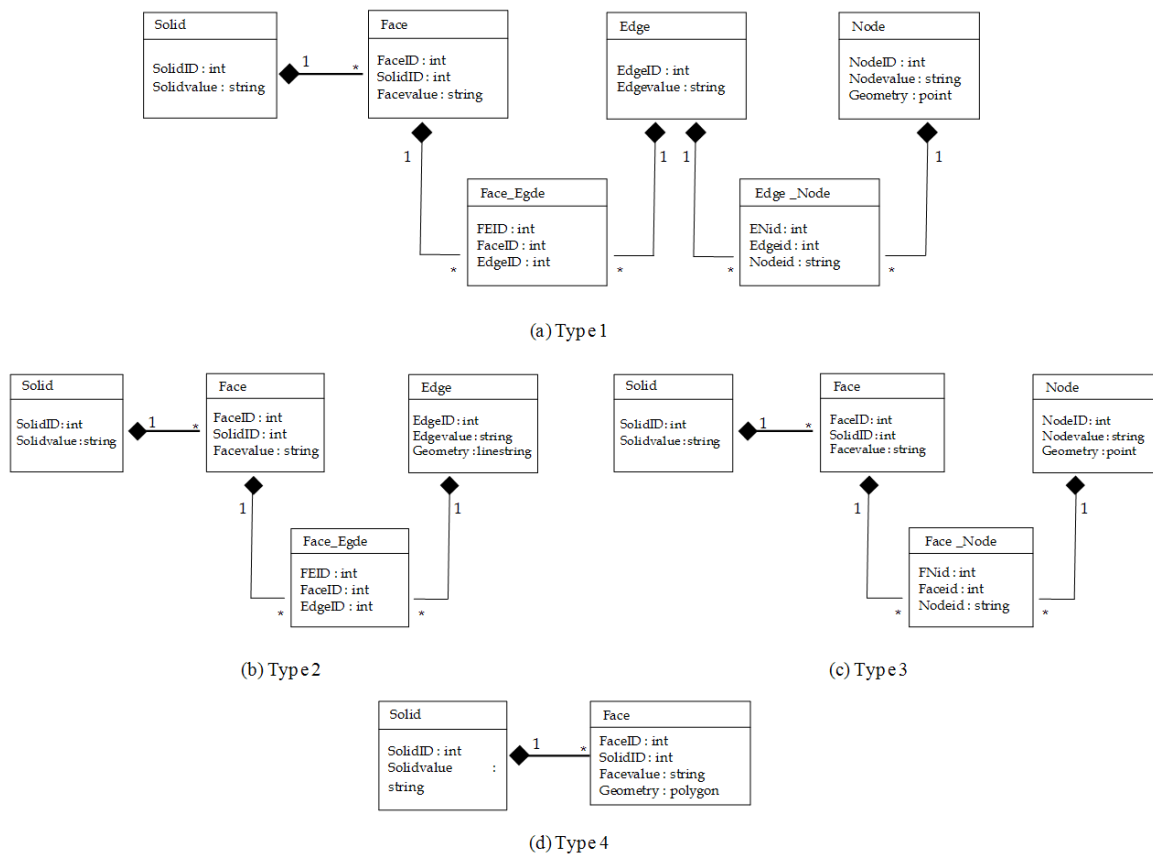 Solid
SolidID : int
Solidvalue : string
1
*
Face
FaceID : int
SolidID : int
Facevalue : string
Edge
EdgeID : int
Edgevalue : string
Node
NodeID : int
Nodevalue : string
Geometry : point
1
1
1
1
Face_Egde
FEID : int
FaceID : int
EdgeID : int
*
*
Edge _Node
ENid : int
Edgeid : int
Nodeid : string
*
*
(a) Type 1
Solid
SolidID : int
Solidvalue : string
1
*
Face
FaceID : int
SolidID : int
Facevalue : string
Edge
EdgeID : int
Edgevalue : string
Geometry : linestring
1
1
Face_Egde
FEID : int
FaceID : int
EdgeID : int
*
*
(b) Type 2
Solid
SolidID : int
Solidvalue : string
1
*
Face
FaceID : int
SolidID : int
Facevalue : string
Node
NodeID : int
Nodevalue : string
Geometry : point
1
1
Face _Node
FNid : int
Faceid : int
Nodeid : string
*
*
(c) Type 3
Solid
SolidID : int
Solidvalue :
string
1
*
Face
FaceID : int
SolidID : int
Facevalue : string
Geometry : polygon
(d) Type 4